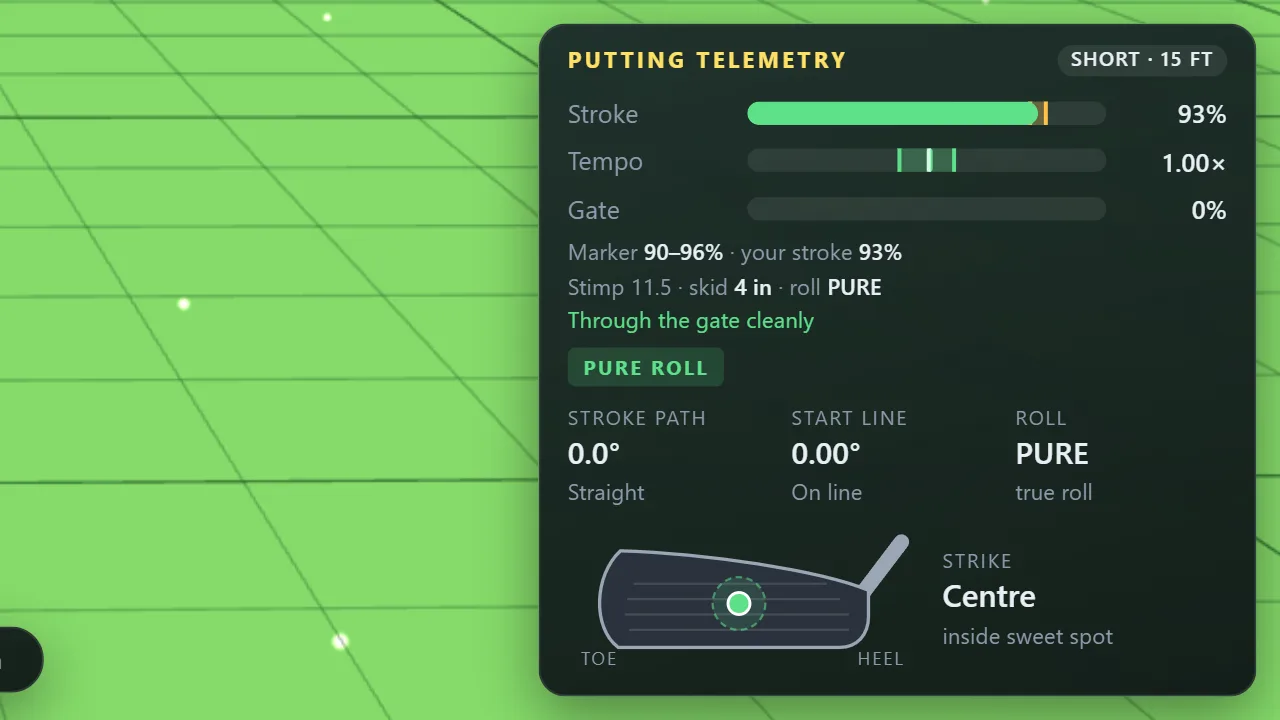 PUTTING TELEMETRY SHORT · 15 FT
Stroke 93%
Tempo 1.00×
Gate 0%
Marker 90–96% · your stroke 93%
Stimp 11.5 · skid 4 in · roll PURE
Through the gate cleanly
PURE ROLL
STROKE PATH START LINE ROLL
0.0° 0.00° PURE
Straight On line true roll
STRIKE
Centre
inside sweet spot
TOE HEEL